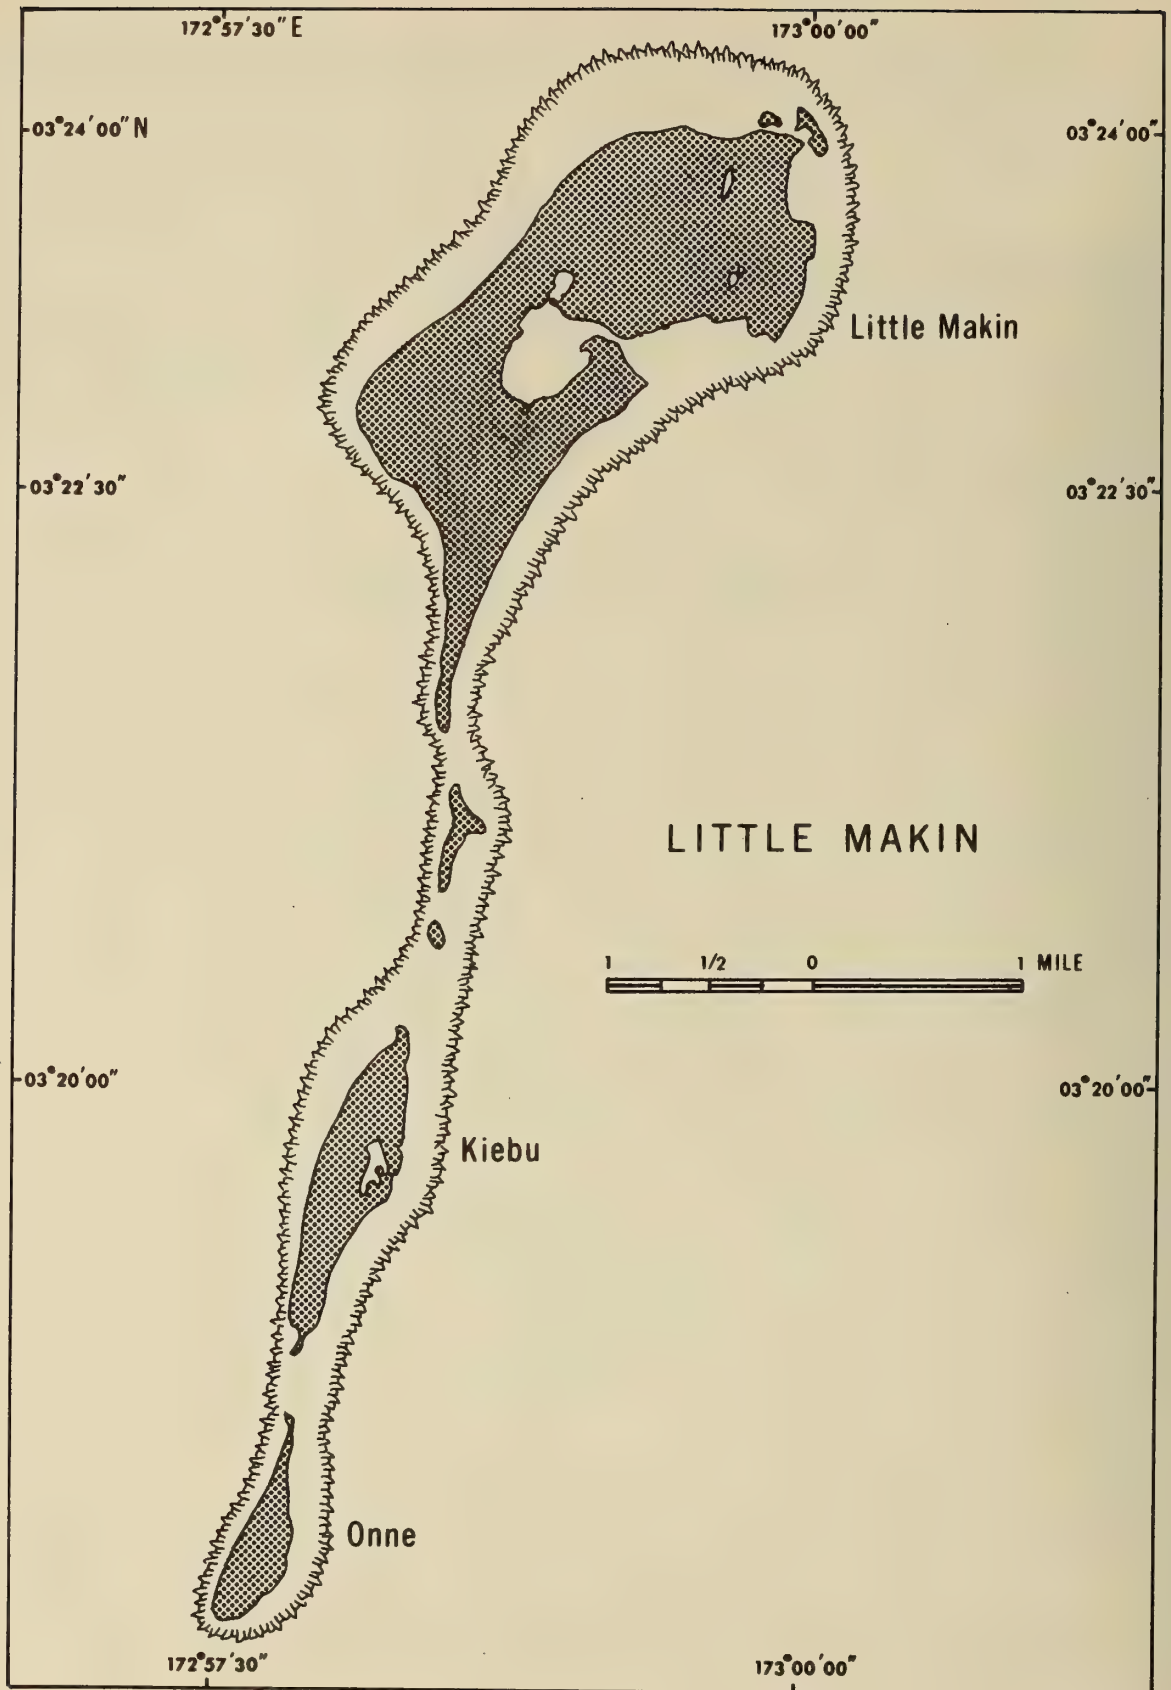 172°57'30" E 173°00'00"
03°24'00" N 03°24'00"
Little Makin
03°22'30" 03°22'30"
LITTLE MAKIN
1 1/2 0 1 MILE
03°20'00" 03°20'00"
Kiebu
Onne
172°57'30" 173°00'00"